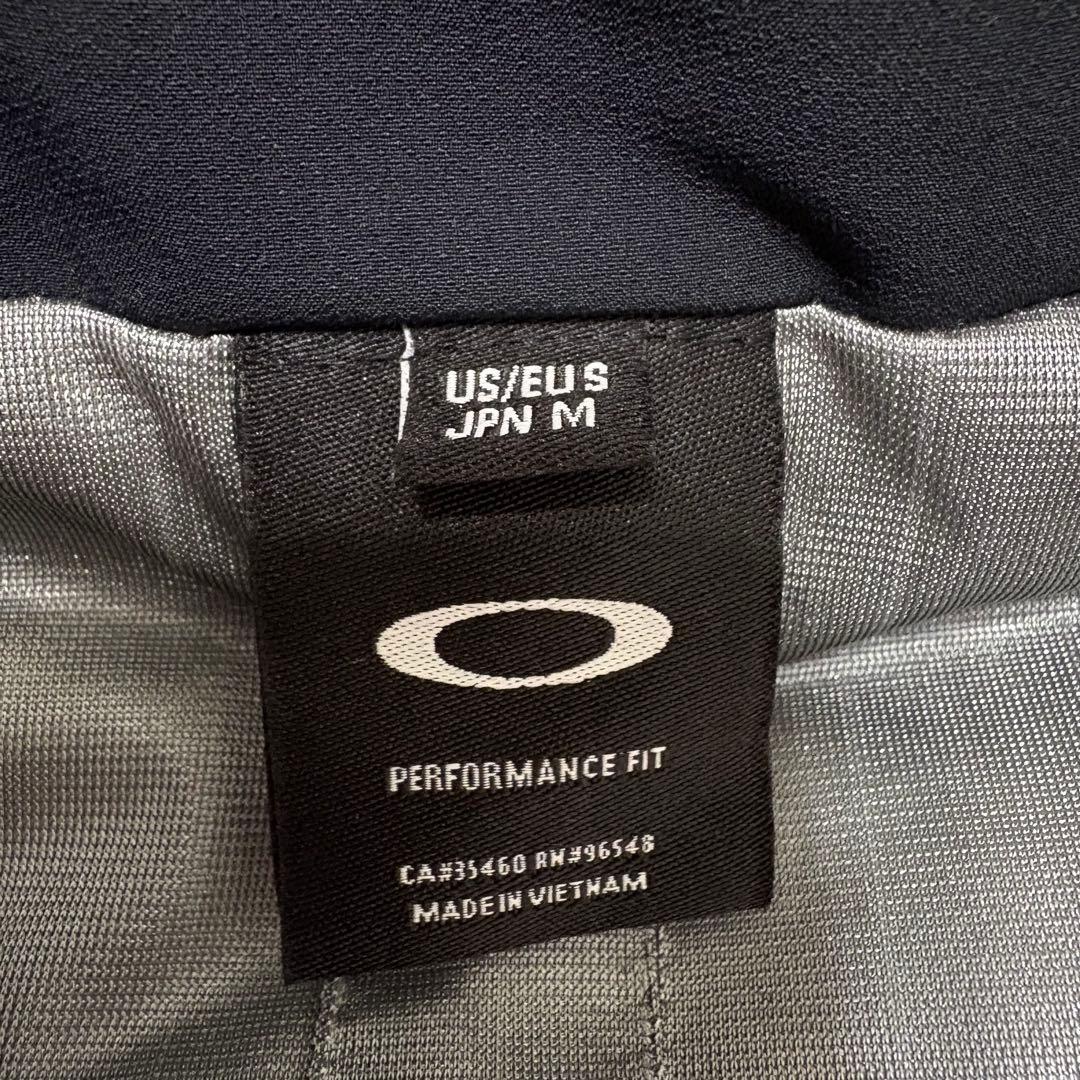 US/EU S
JPN M
PERFORMANCE FIT
CA#35460 RN#96548
MADE IN VIETNAM